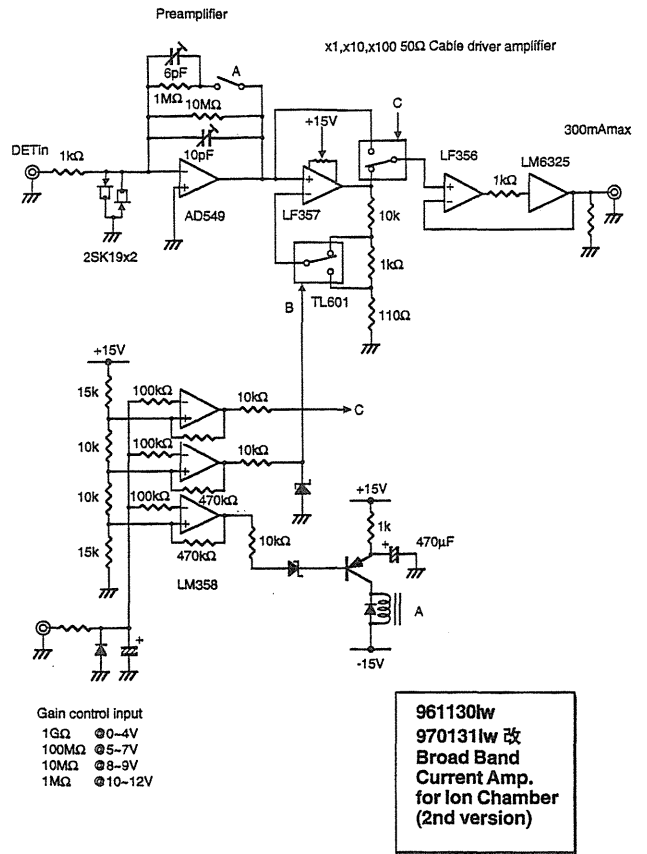 Preamplifier
x1,x10,x100 50Ω Cable driver amplifier
6pF
A
1MΩ
10MΩ
+15V
C
10pF
300mAmax
DETin
1kΩ
LF356
LM6325
1kΩ
AD549
LF357
10k
2SK19x2
1kΩ
TL601
B
110Ω
+15V
15k
100kΩ
10kΩ
C
10k
100kΩ
10kΩ
10k
100kΩ
470kΩ
+15V
1k
10kΩ
470µF
15k
470kΩ
LM358
A
-15V
Gain control input
1GΩ @0~4V
100MΩ @5~7V
10MΩ @8~9V
1MΩ @10~12V
961130lw
970131lw 改
Broad Band
Current Amp.
for Ion Chamber
(2nd version)